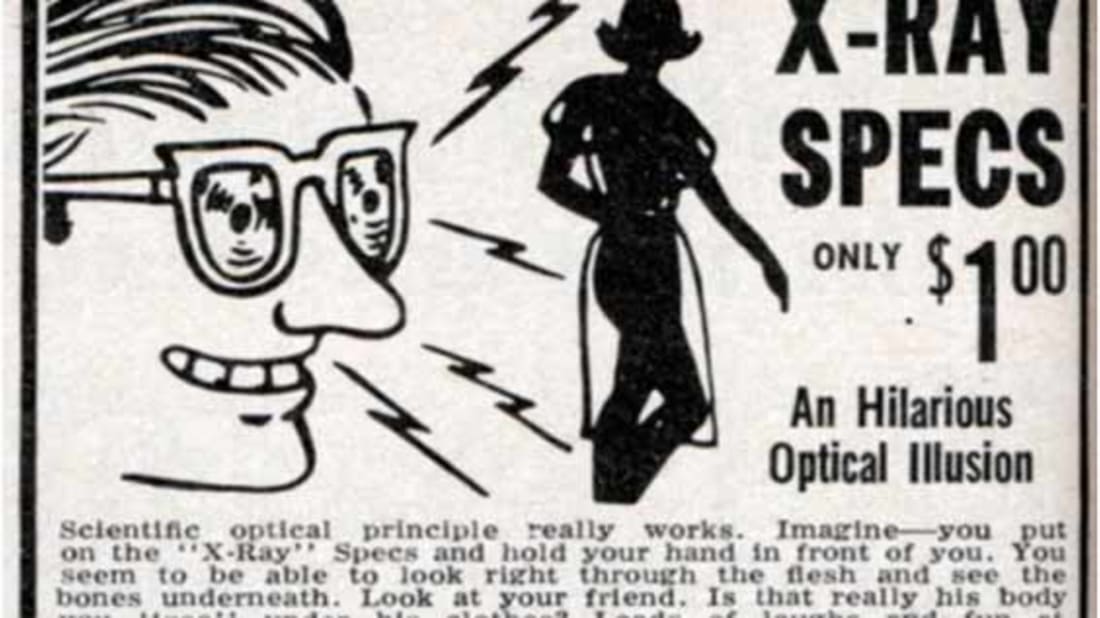 X-RAY
SPECS
ONLY $1 00
An Hilarious
Optical Illusion
Scientific optical principle really works. Imagine—you put
on the "X-Ray" Specs and hold your hand in front of you. You
seem to be able to look right through the flesh and see the
bones underneath. Look at your friend. Is that really his body